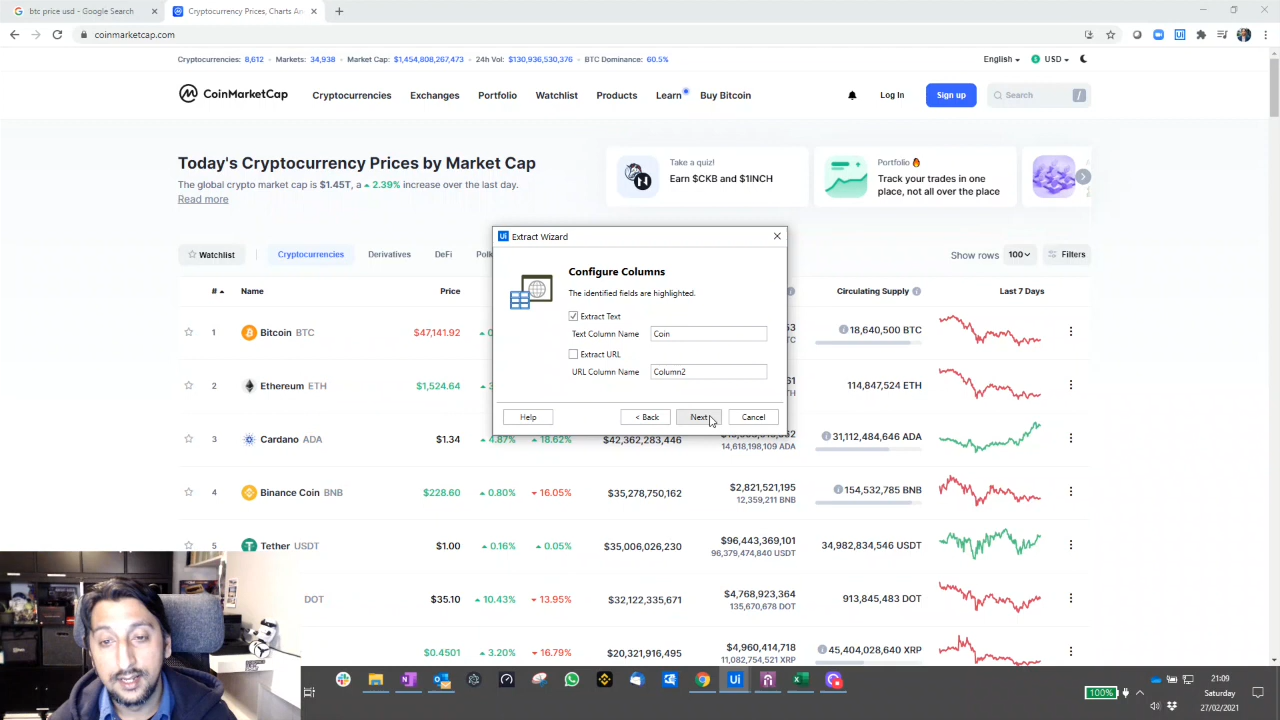 btc price usd - Google Search
Cryptocurrency Prices, Charts An
coinmarketcap.com
Cryptocurrencies: 8,612 Markets: 34,938 Market Cap: $1,454,808,267,473 24h Vol: $130,936,530,376 BTC Dominance: 60.5%
English USD
CoinMarketCap Cryptocurrencies Exchanges Portfolio Watchlist Products Learn Buy Bitcoin Log In Sign up Search /
Today's Cryptocurrency Prices by Market Cap
The global crypto market cap is $1.45T, a 2.39% increase over the last day.
Read more
Take a quiz!
Earn $CKB and $1INCH
Portfolio
Track your trades in one
place, not all over the place
Watchlist Cryptocurrencies Derivatives DeFi Show rows 100 Filters
# Name Price Circulating Supply Last 7 Days
1 Bitcoin BTC $47,141.92 18,640,500 BTC
2 Ethereum ETH $1,524.64 114,847,524 ETH
3 Cardano ADA $1.34 4.87% 18.62% $42,362,283,446 31,112,484,646 ADA
14,618,198,109 ADA
4 Binance Coin BNB $228.60 0.80% 16.05% $35,278,750,162 $2,821,521,195 154,532,785 BNB
12,359,211 BNB
5 Tether USDT $1.00 0.16% 0.05% $35,006,026,230 $96,443,369,101 34,982,834,546 USDT
96,379,474,840 USDT
DOT $35.10 10.43% 13.95% $32,122,335,671 $4,768,923,364 913,845,483 DOT
135,670,678 DOT
$0.4501 3.20% 16.79% $20,321,916,495 $4,960,414,718 45,404,028,640 XRP
11,082,754,521 XRP
Ui Extract Wizard
Configure Columns
The identified fields are highlighted.
Extract Text
Text Column Name Coin
Extract URL
URL Column Name Column2
Help < Back Next Cancel
Ui
100%
21:09
Saturday
27/02/2021